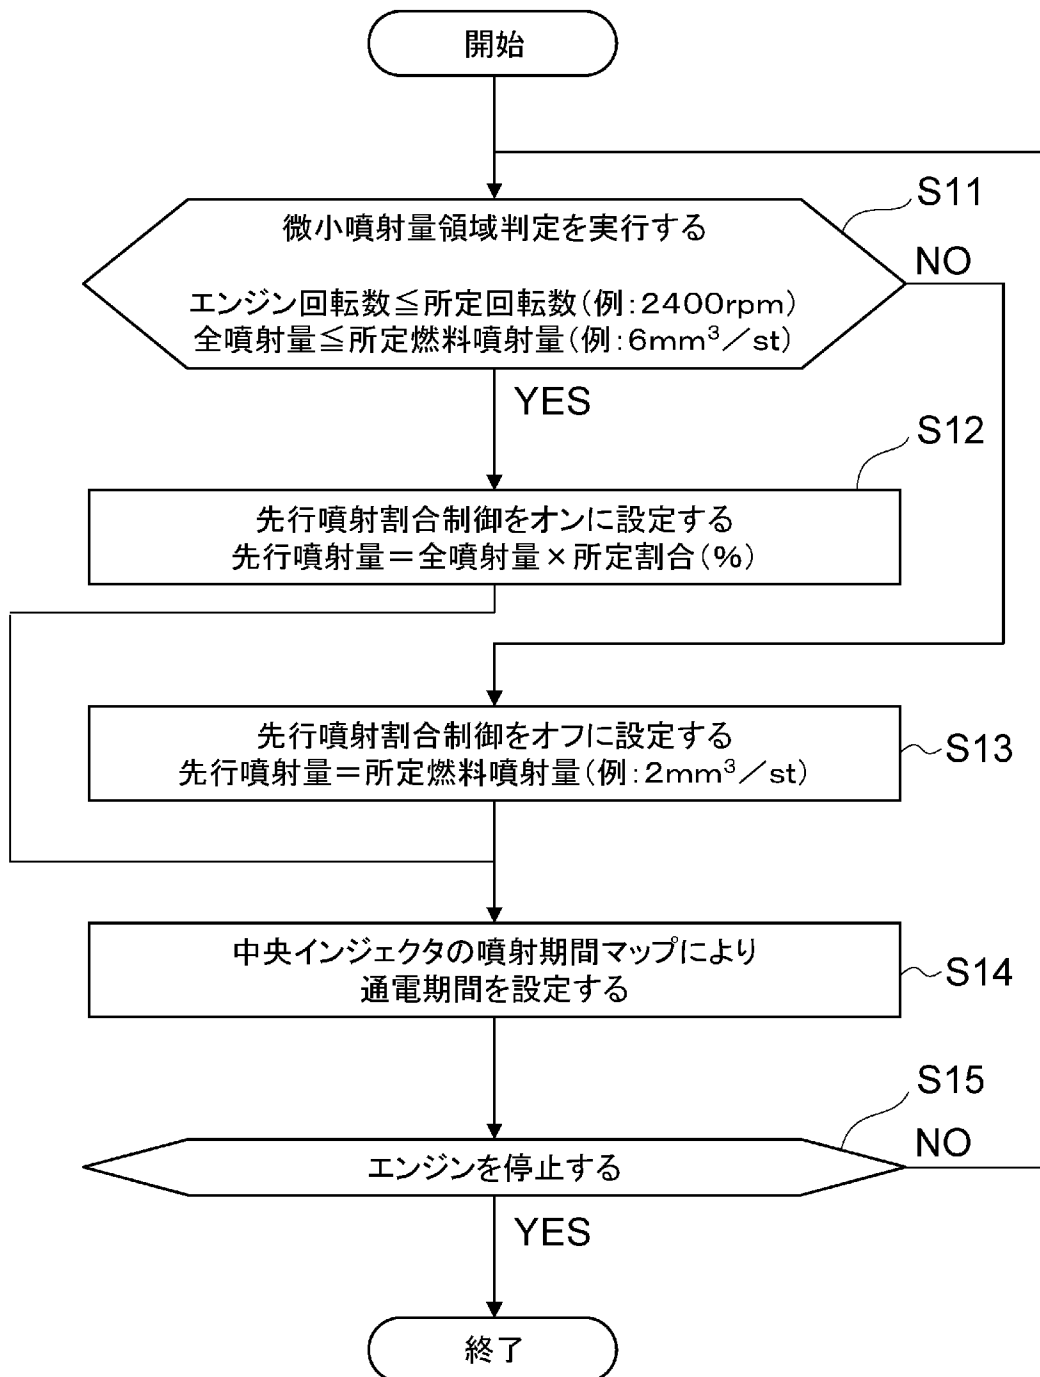 開始
S11
微小噴射量領域判定を実行する
NO
エンジン回転数≦所定回転数(例:2400rpm)
全噴射量≦所定燃料噴射量(例:6mm³/st)
YES
S12
先行噴射割合制御をオンに設定する
先行噴射量=全噴射量×所定割合(%)
先行噴射割合制御をオフに設定する
先行噴射量=所定燃料噴射量(例:2mm³/st)
S13
中央インジェクタの噴射期間マップにより
通電期間を設定する
S14
S15
NO
エンジンを停止する
YES
終了